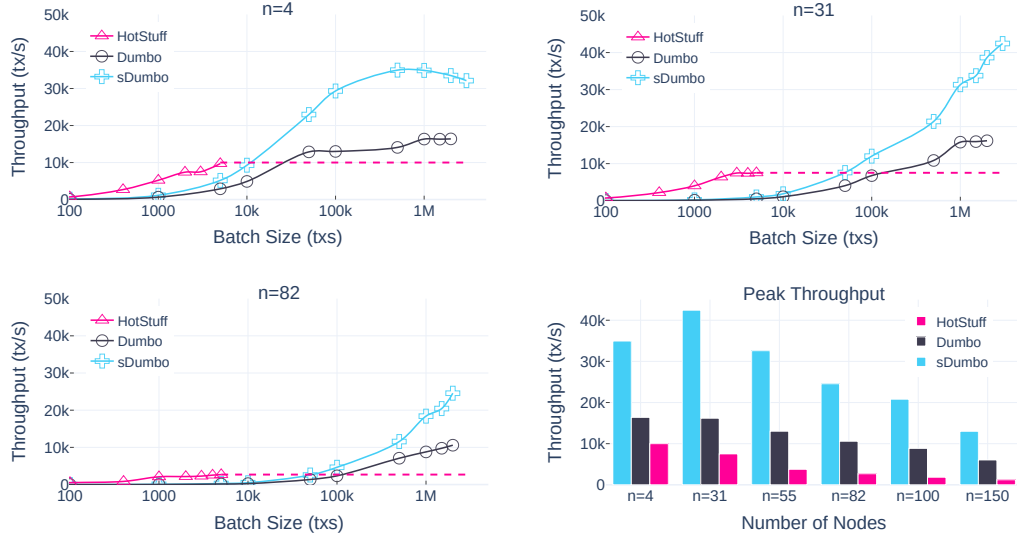 n=4
50k
40k
30k
20k
10k
0
Throughput (tx/s)
HotStuff
Dumbo
sDumbo
100
1000
10k
100k
1M
Batch Size (txs)
n=31
50k
40k
30k
20k
10k
0
Throughput (tx/s)
HotStuff
Dumbo
sDumbo
100
1000
10k
100k
1M
Batch Size (txs)
n=82
50k
40k
30k
20k
10k
0
Throughput (tx/s)
HotStuff
Dumbo
sDumbo
100
1000
10k
100k
1M
Batch Size (txs)
Peak Throughput
40k
30k
20k
10k
0
Throughput (tx/s)
HotStuff
Dumbo
sDumbo
n=4
n=31
n=55
n=82
n=100
n=150
Number of Nodes